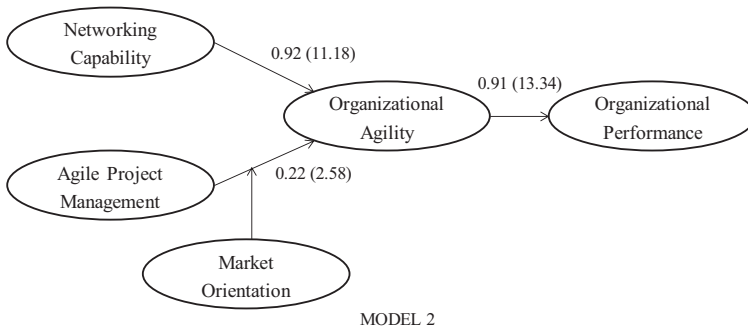 Networking
Capability
0.92 (11.18)
Organizational
Agility
0.91 (13.34)
Organizational
Performance
Agile Project
Management
0.22 (2.58)
Market
Orientation
MODEL 2